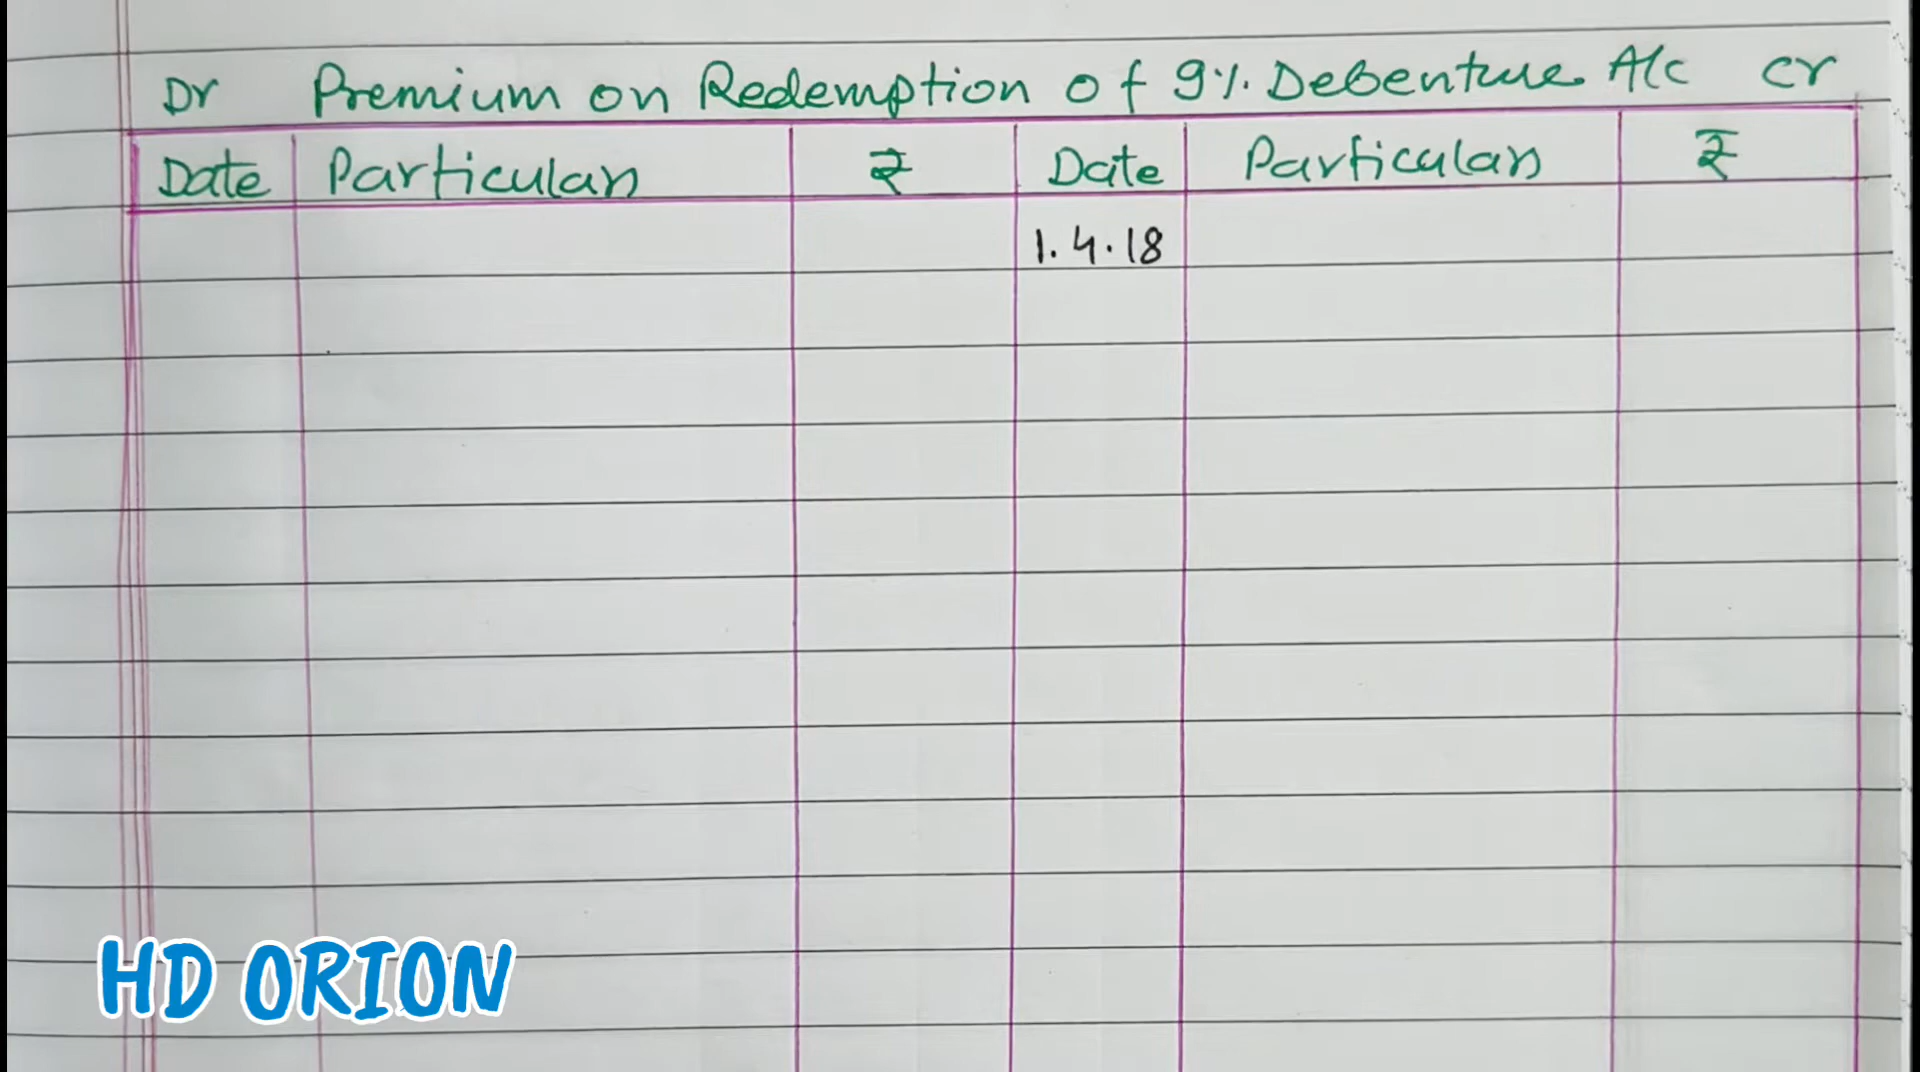 Dr Premium on Redemption of 9% Debenture A/c cr
Date Particulars ₹ Date Particulars ₹
1.4.18
HD ORION